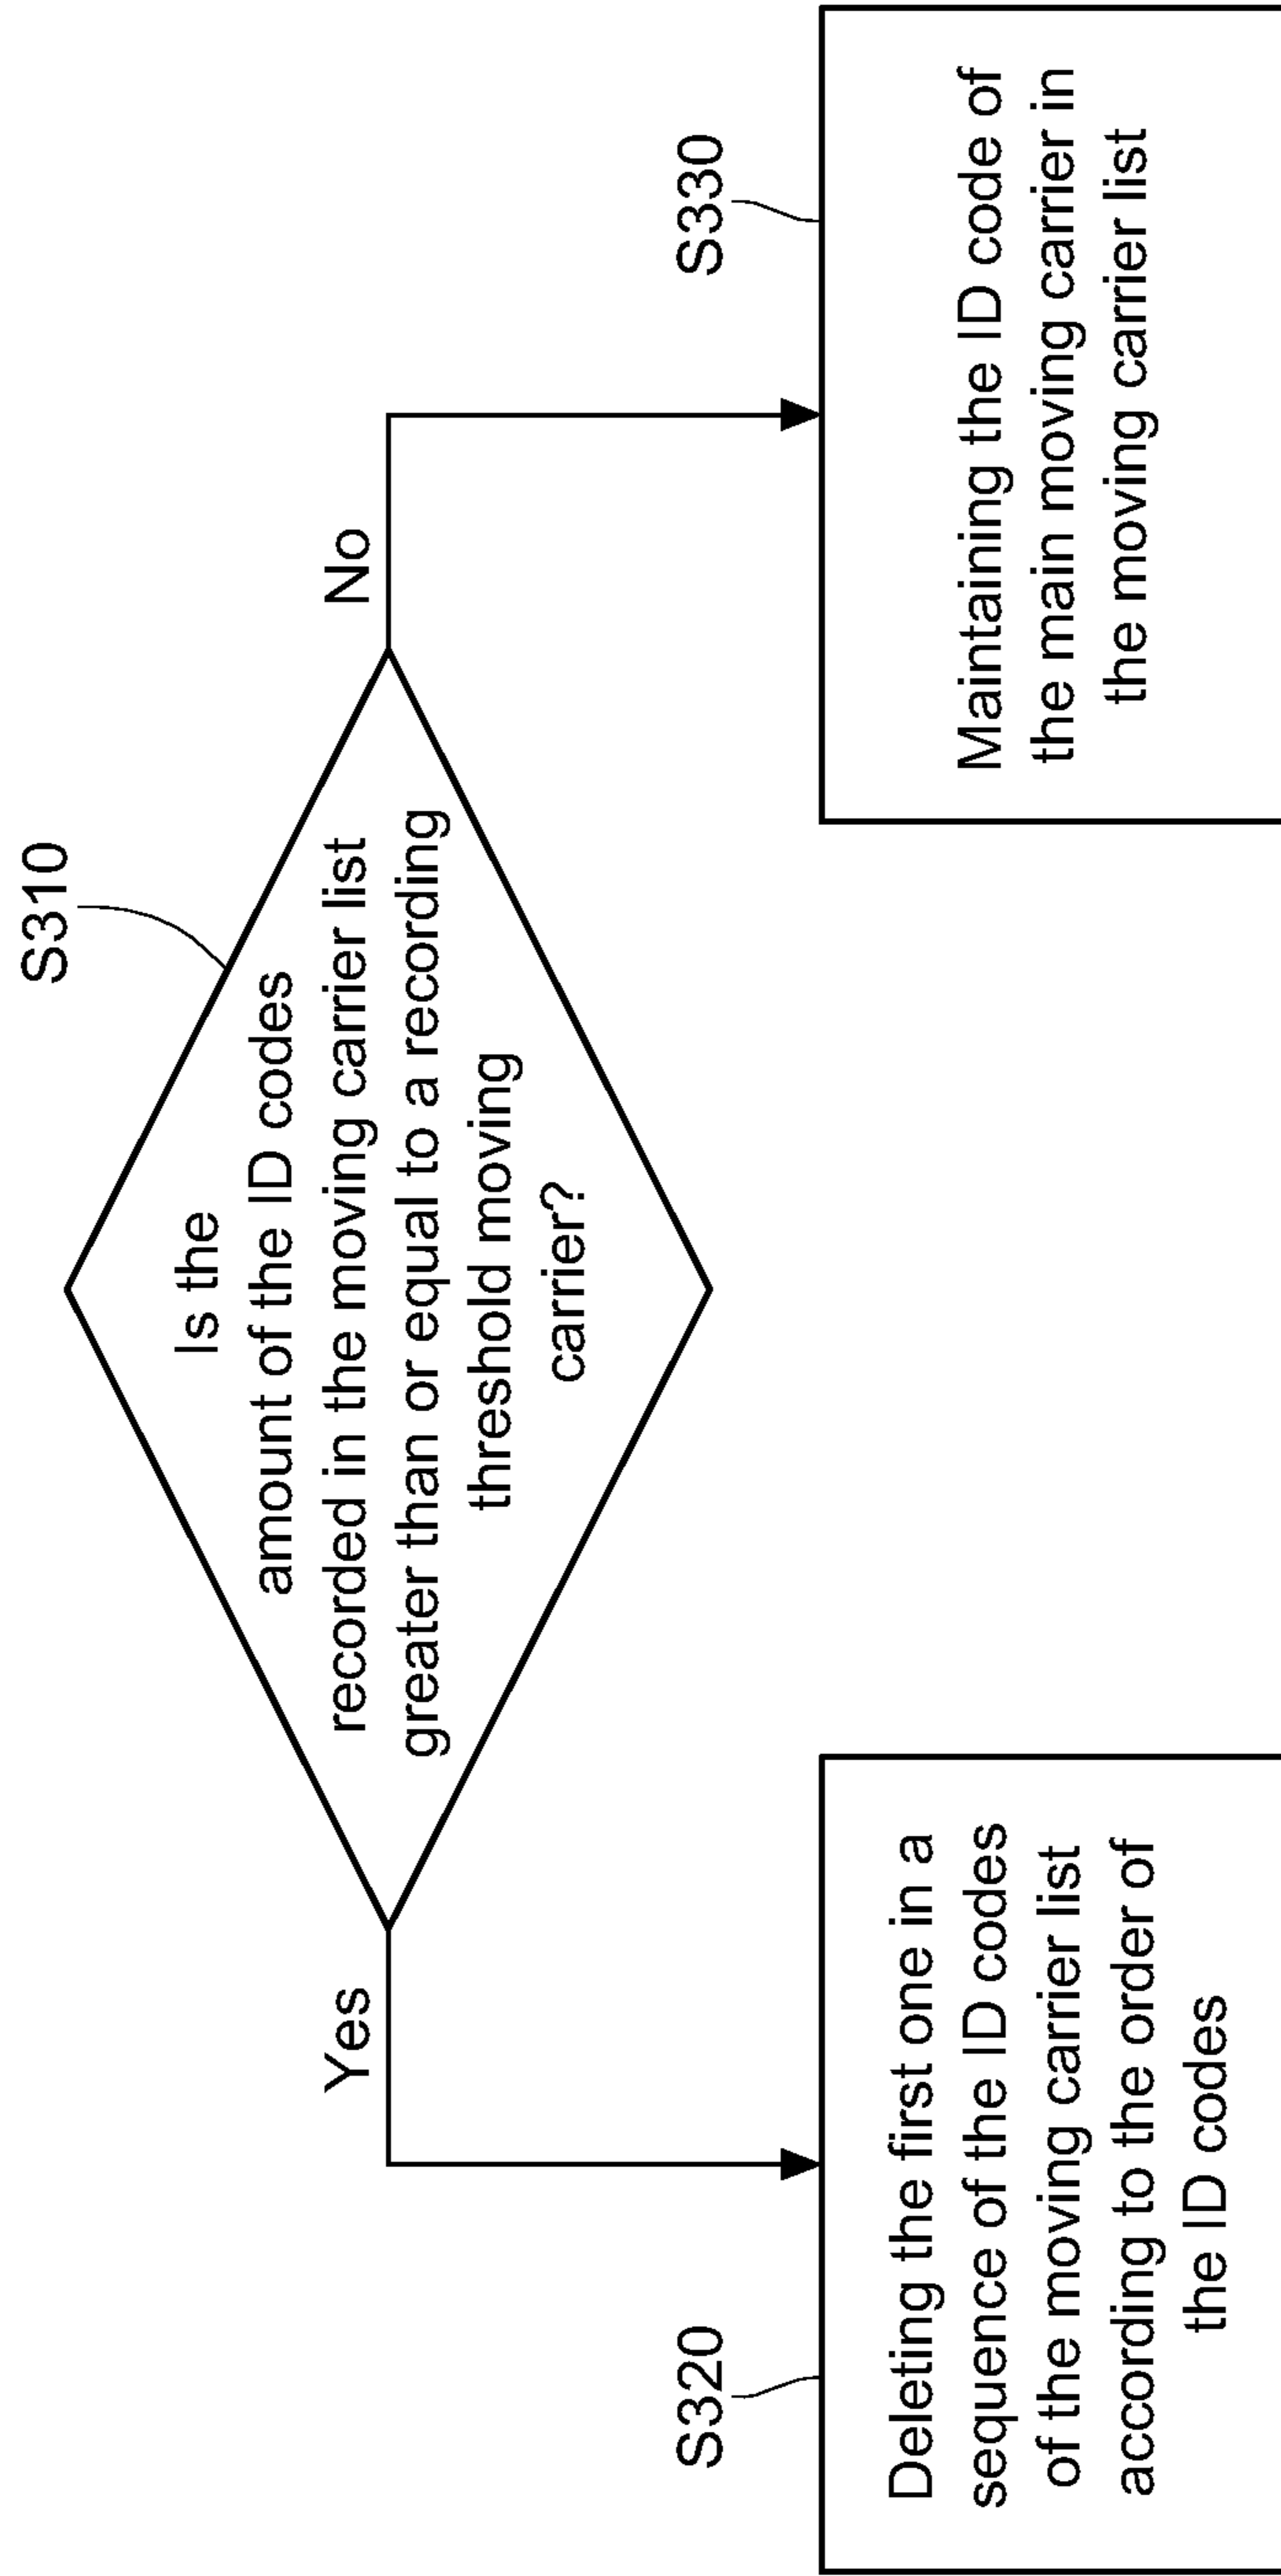 S310
Is the
amount of the ID codes
recorded in the moving carrier list
greater than or equal to a recording
threshold moving
carrier?
Yes
No
S320
Deleting the first one in a
sequence of the ID codes
of the moving carrier list
according to the order of
the ID codes
S330
Maintaining the ID code of
the main moving carrier in
the moving carrier list